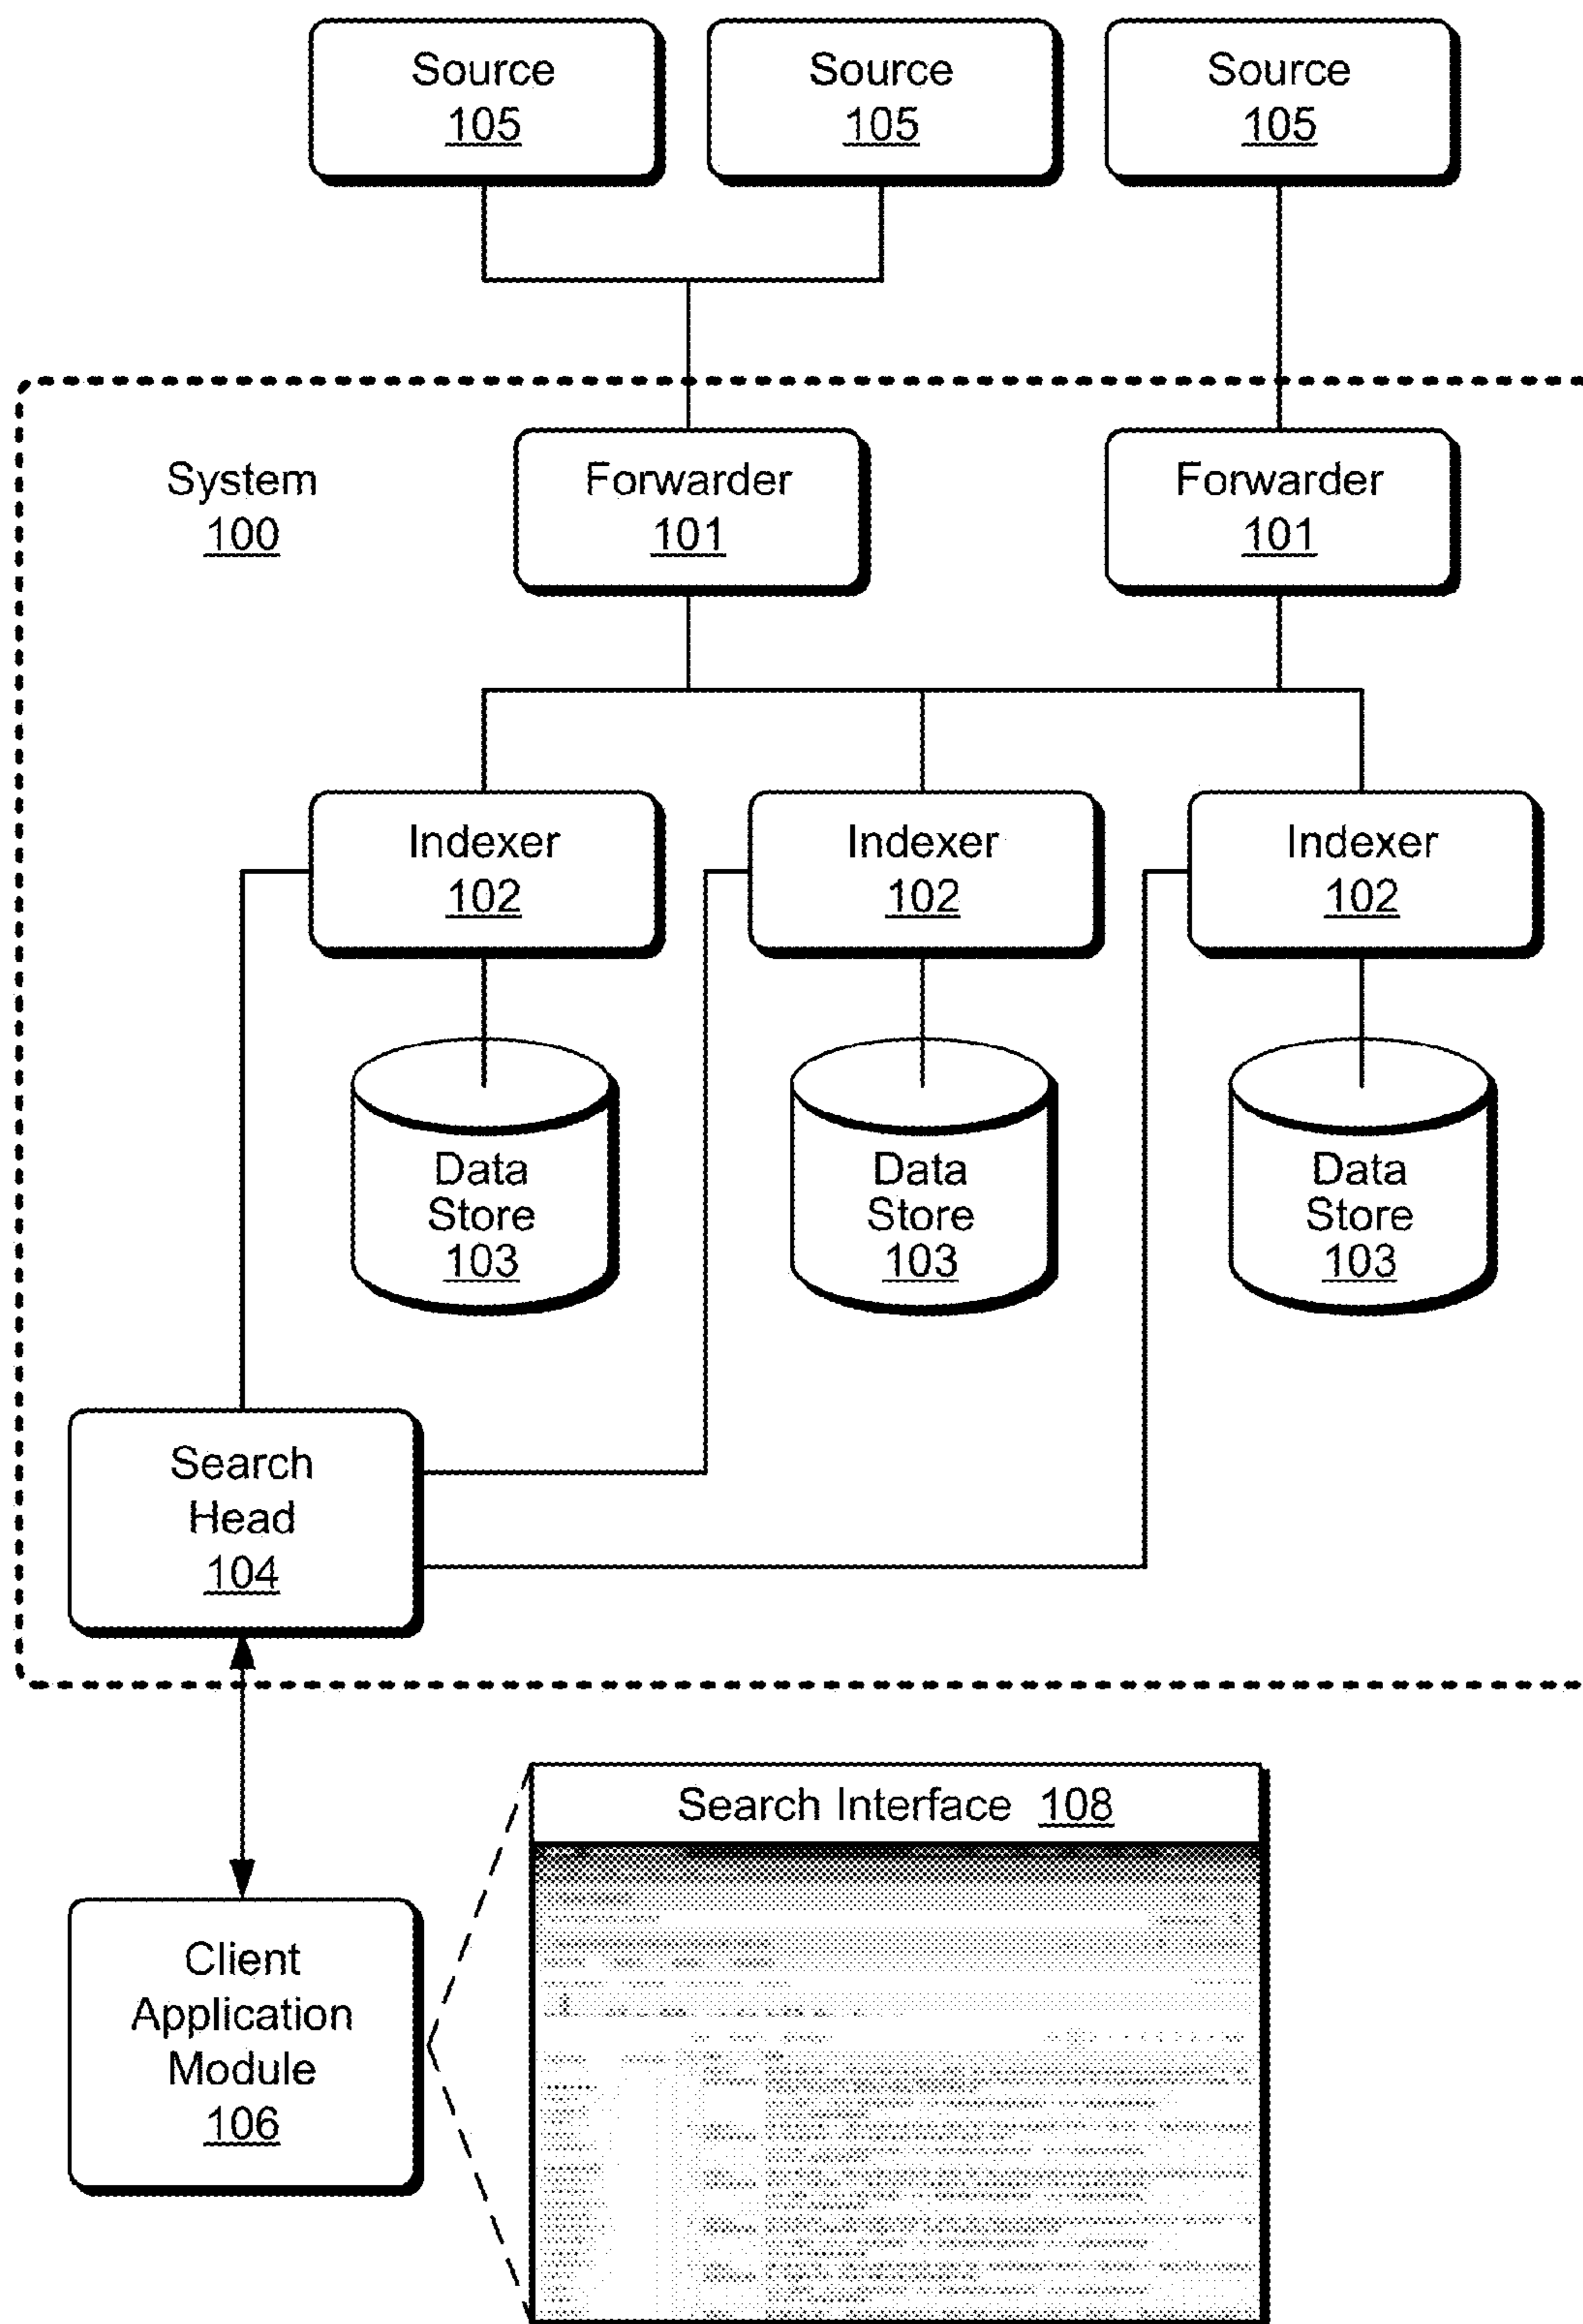 Source
105
Source
105
Source
105
System
100
Forwarder
101
Forwarder
101
Indexer
102
Indexer
102
Indexer
102
Data
Store
103
Data
Store
103
Data
Store
103
Search
Head
104
Search Interface 108
Client
Application
Module
106